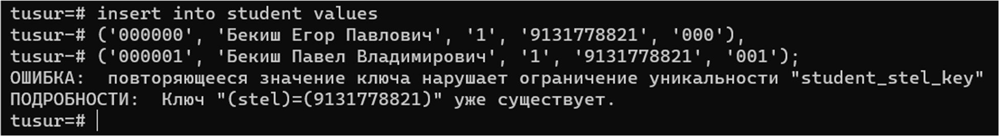 tusur=# insert into student values
tusur-# ('000000', 'Бекиш Егор Павлович', '1', '9131778821', '000'),
tusur-# ('000001', 'Бекиш Павел Владимирович', '1', '9131778821', '001');
ОШИБКА:  повторяющееся значение ключа нарушает ограничение уникальности "student_stel_key"
ПОДРОБНОСТИ:  Ключ "(stel)=(9131778821)" уже существует.
tusur=#